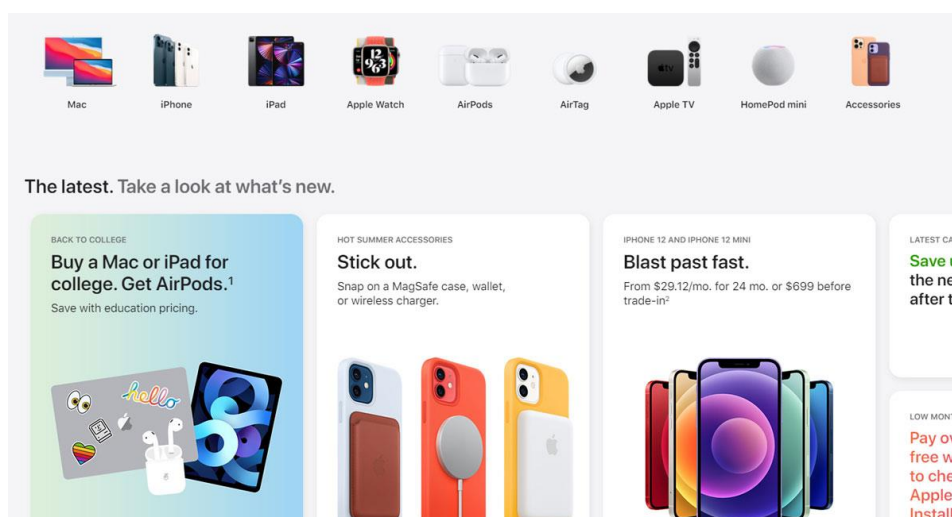 Mac
iPhone
iPad
Apple Watch
AirPods
AirTag
Apple TV
HomePod mini
Accessories
The latest. Take a look at what's new.
BACK TO COLLEGE
Buy a Mac or iPad for
college. Get AirPods.¹
Save with education pricing.
hello
HOT SUMMER ACCESSORIES
Stick out.
Snap on a MagSafe case, wallet,
or wireless charger.
IPHONE 12 AND IPHONE 12 MINI
Blast past fast.
From $29.12/mo. for 24 mo. or $699 before
trade-in²
LATEST
Save
the
after
LOW
Pay
free
to
Apple